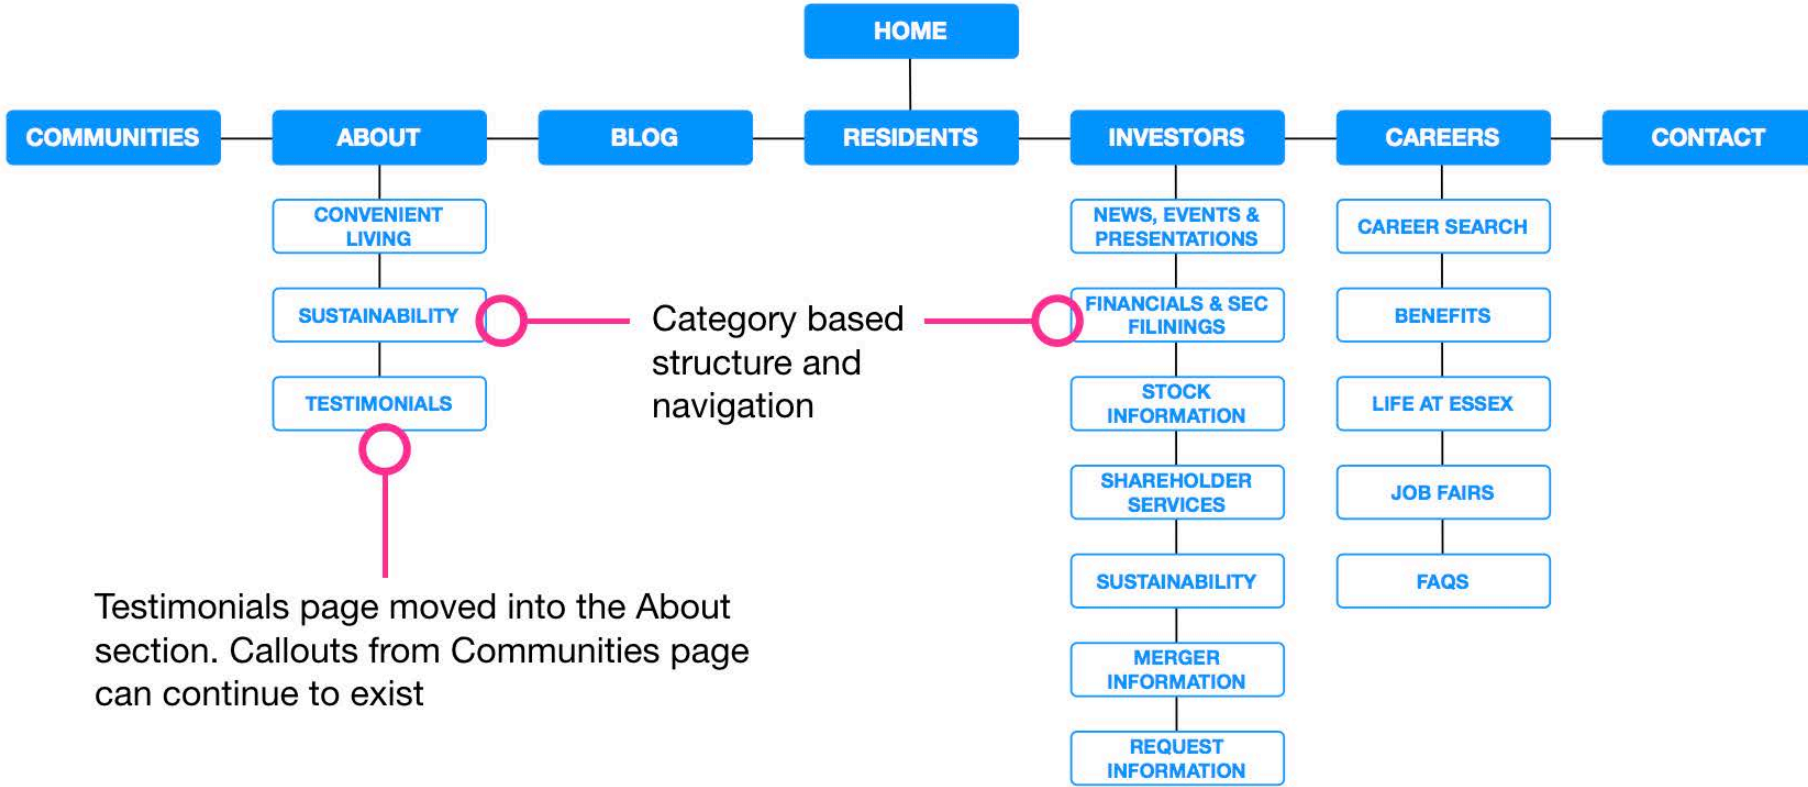 HOME
COMMUNITIES
ABOUT
BLOG
RESIDENTS
INVESTORS
CAREERS
CONTACT
CONVENIENT
LIVING
SUSTAINABILITY
TESTIMONIALS
NEWS, EVENTS &
PRESENTATIONS
FINANCIALS & SEC
FILININGS
STOCK
INFORMATION
SHAREHOLDER
SERVICES
SUSTAINABILITY
MERGER
INFORMATION
REQUEST
INFORMATION
CAREER SEARCH
BENEFITS
LIFE AT ESSEX
JOB FAIRS
FAQS
Category based
structure and
navigation
Testimonials page moved into the About
section. Callouts from Communities page
can continue to exist